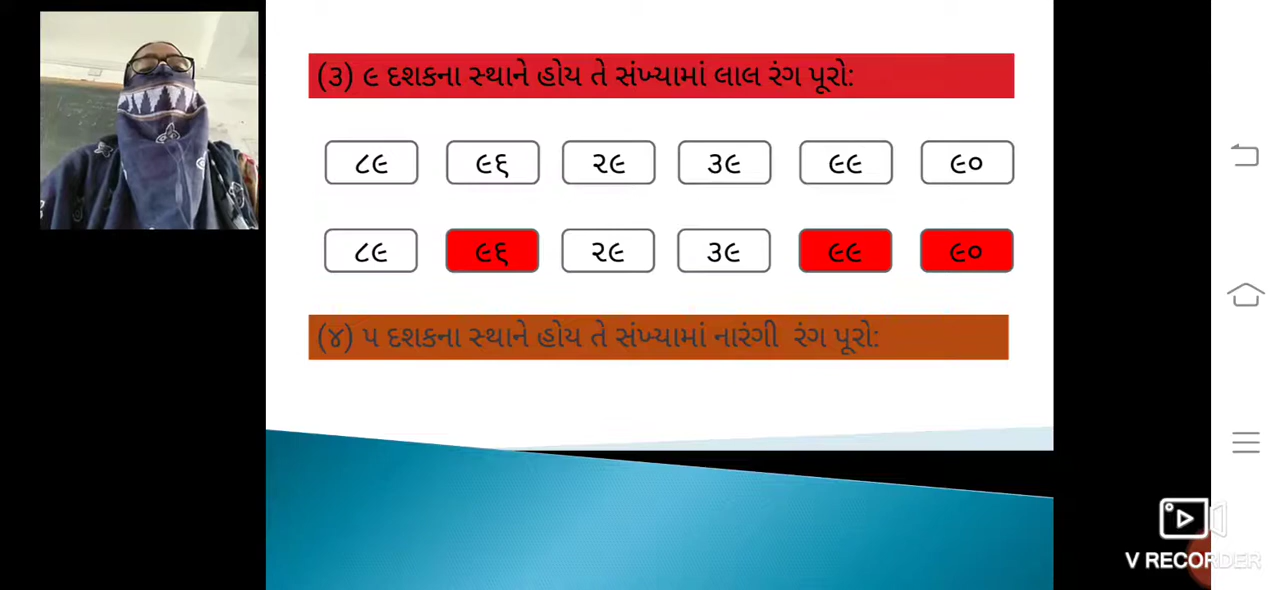 (૩) ૯ દશકના સ્થાને હોય તે સંખ્યામાં લાલ રંગ પૂરો:
૮૯ ૯૬ ૨૯ ૩૯ ૯૯ ૯૦
૮૯ ૯૬ ૨૯ ૩૯ ૯૯ ૯૦
(૪) ૫ દશકના સ્થાને હોય તે સંખ્યામાં નારંગી રંગ પૂરો:
V RECORDER